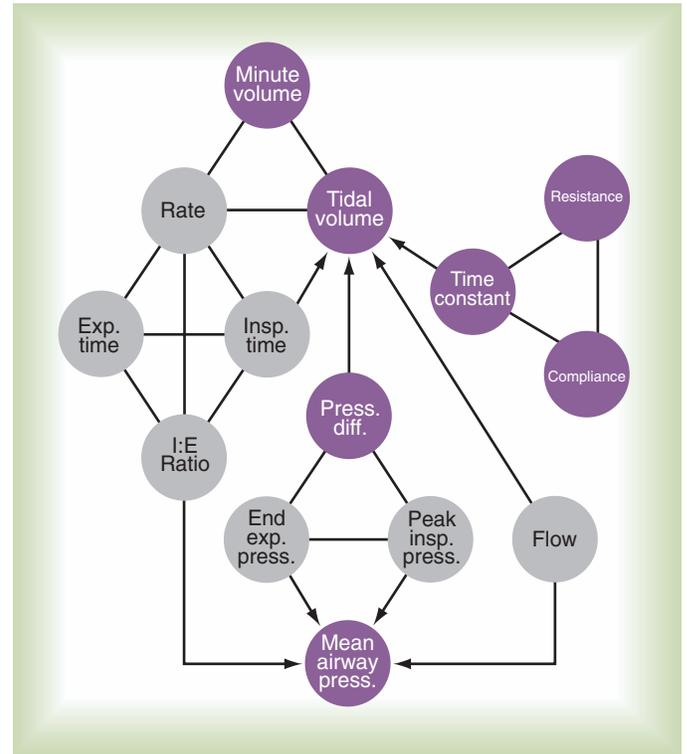 Minute
volume
Rate
Tidal
volume
Resistance
Time
constant
Exp.
time
Insp.
time
Compliance
Press.
diff.
I:E
Ratio
End
exp.
press.
Peak
insp.
press.
Flow
Mean
airway
press.